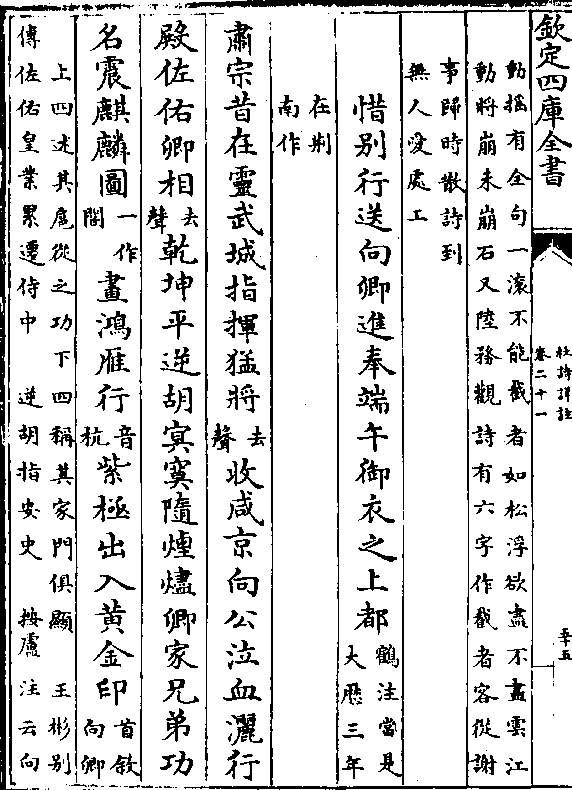 欽定四庫全書
杜詩詳註
卷二十一
五十五
動搖有全句一滚不能截者如松浮欲盡不盡雲江
動將崩未崩石又陸務觀詩有六字作截者客從謝
事歸時散詩到
無人愛處工
惜别行送向卿進奉端午御衣之上都
鶴注當是
大厯三年
在荆
南作
肅宗昔在靈武城指揮猛將
去
聲
收咸京向公泣血灑行
殿佐佑卿相
去
聲
乾坤平逆胡㝠寞隨煙燼卿家兄弟功
名震麒麟圖
一作
閣
畫鴻雁行
音
杭
紫極出入黄金印
首叙
向卿
上四述其扈從之功下四稱其家門俱顯 王彬别
傳佐佑皇業累遷侍中 逆胡指安史 按盧注云向